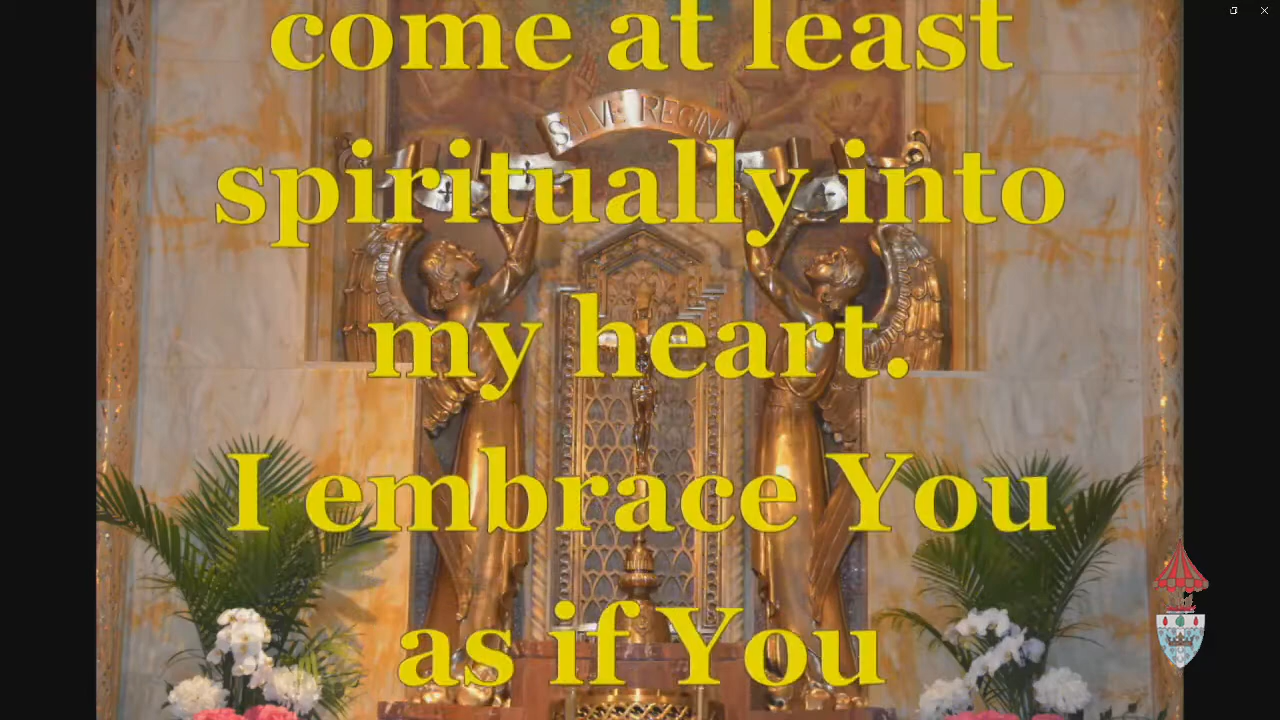 come at least
SALVE REGINA
spiritually into
my heart.
I embrace You
as if You